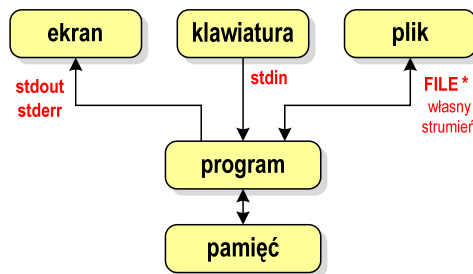 ekran
klawiatura
plik
stdout
stderr
stdin
FILE *
własny
strumień
program
pamięć